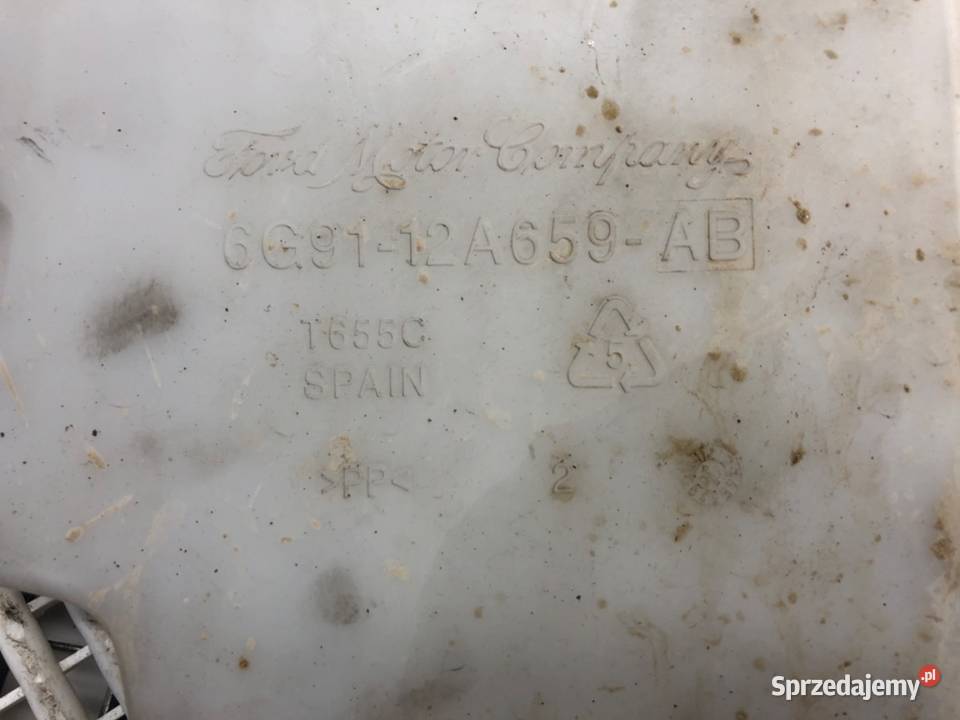 Ford Motor Company
6G91-12A659-AB
T655C
SPAIN
5
>PP<
2
Sprzedajemy.pl